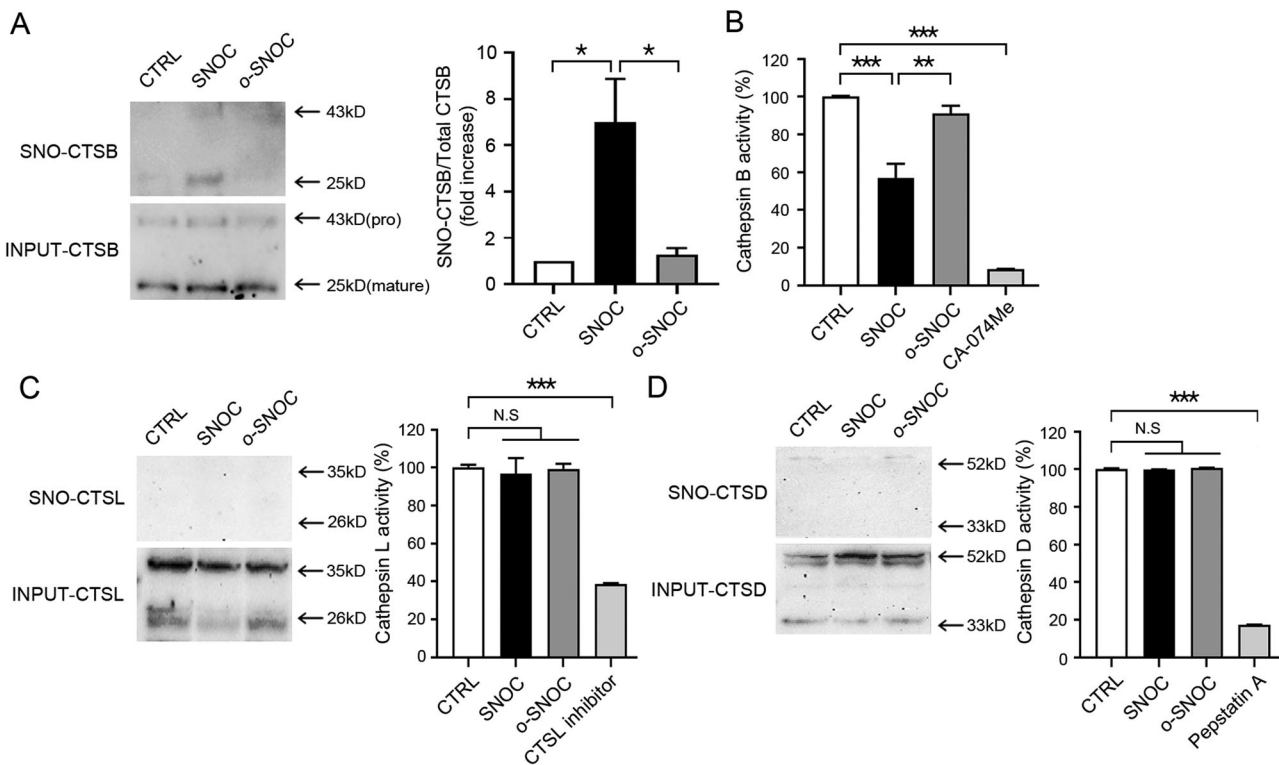 A
CTRL
SNOC
o-SNOC
SNO-CTSB
43kD
25kD
INPUT-CTSB
43kD(pro)
25kD(mature)
SNO-CTSB/Total CTSB
(fold increase)
10
8
6
4
2
0
*
*
CTRL
SNOC
o-SNOC
B
Cathepsin B activity (%)
120
100
80
60
40
20
0
***
***
**
CTRL
SNOC
o-SNOC
CA-074Me
C
CTRL
SNOC
o-SNOC
SNO-CTSL
35kD
26kD
INPUT-CTSL
35kD
26kD
Cathepsin L activity (%)
120
100
80
60
40
20
0
***
N.S
CTRL
SNOC
o-SNOC
CTSL inhibitor
D
CTRL
SNOC
o-SNOC
SNO-CTSD
52kD
33kD
INPUT-CTSD
52kD
33kD
Cathepsin D activity (%)
120
100
80
60
40
20
0
***
N.S
CTRL
SNOC
o-SNOC
Pepstatin A